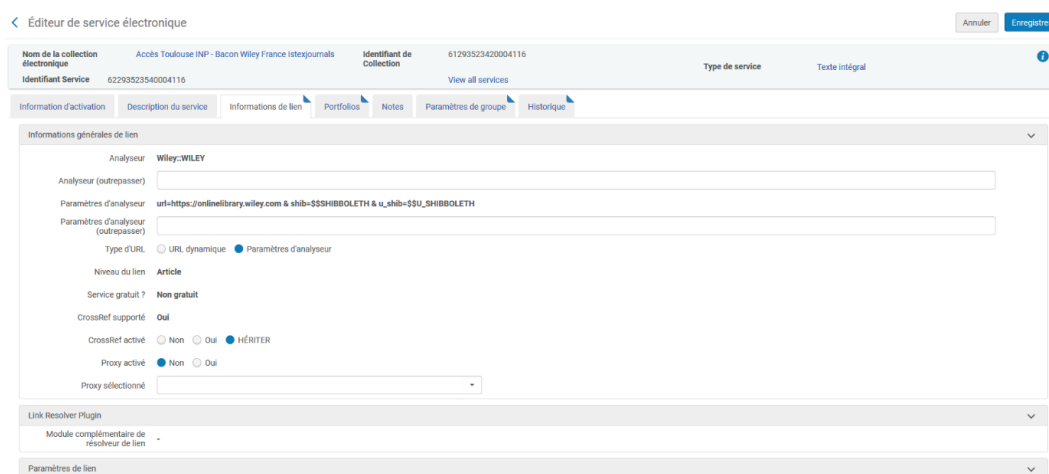 Éditeur de service électronique
Annuler
Enregistre
Nom de la collection électronique Accès Toulouse INP - Bacon Wiley France Istexjournals
Identifiant de Collection 61293523420004116
Type de service Texte intégral
Identifiant Service 62293523540004116
View all services
Information d'activation Description du service Informations de lien Portfolios Notes Paramètres de groupe Historique
Informations générales de lien
Analyseur Wiley::WILEY
Analyseur (outrepasser)
Paramètres d'analyseur url=https://onlinelibrary.wiley.com & shib=$$SHIBBOLETH & u_shib=$$U_SHIBBOLETH
Paramètres d'analyseur
(outrepasser)
Type d'URL URL dynamique Paramètres d'analyseur
Niveau du lien Article
Service gratuit ? Non gratuit
CrossRef supporté Oui
CrossRef activé Non Oui HÉRITER
Proxy activé Non Oui
Proxy sélectionné
Link Resolver Plugin
Module complémentaire de
résolveur de lien -
Paramètres de lien